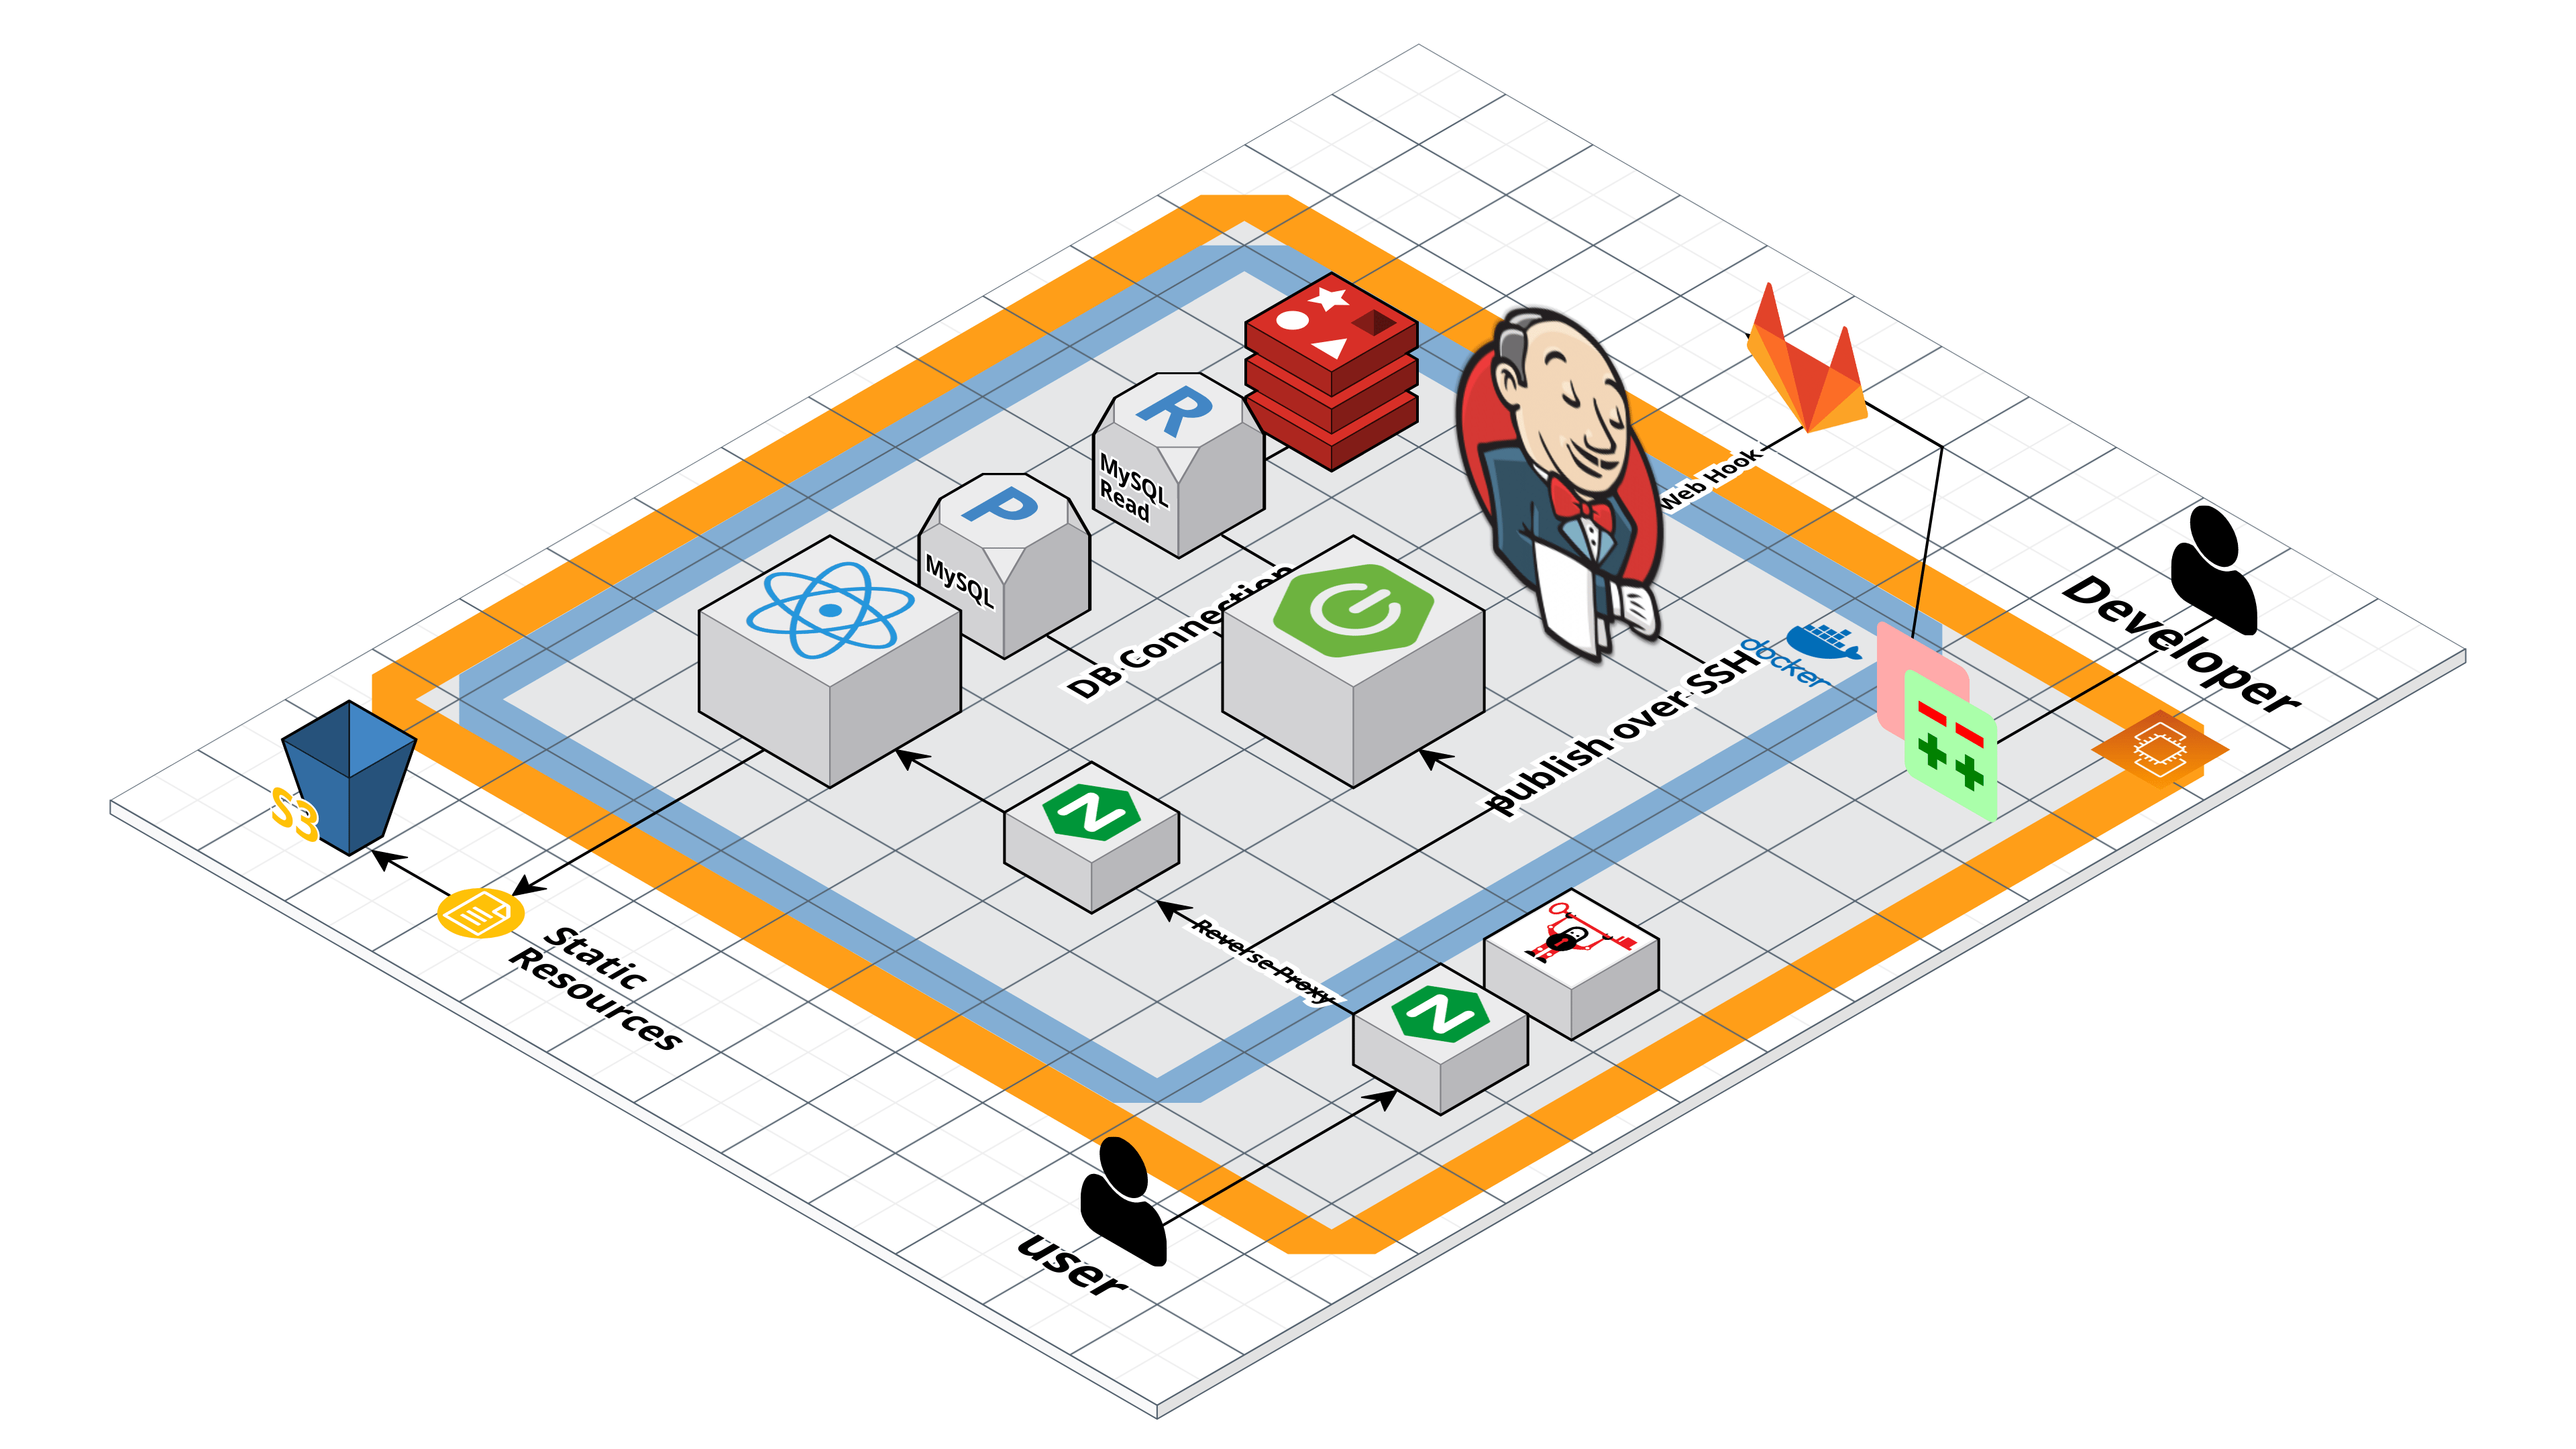 R
MySQL
Read
P
MySQL
DB Connection
Web Hook
docker
publish over SSH
Developer
S3
Static
Resources
Reverse Proxy
user